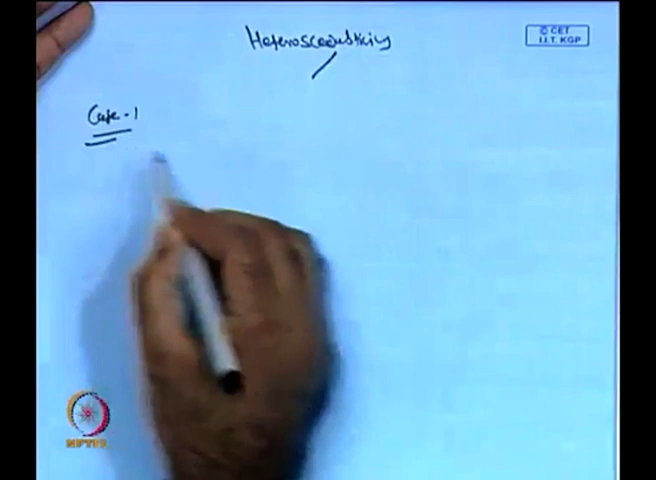 Heteroscedasticity
© CET
I.I.T. KGP
Case - 1
NPTEL